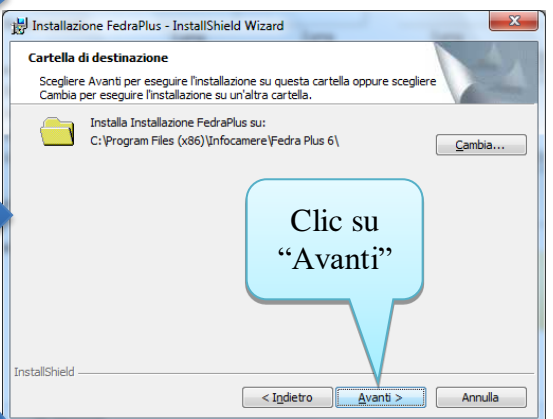 Installazione FedraPlus - InstallShield Wizard
Cartella di destinazione
Scegliere Avanti per eseguire l'installazione su questa cartella oppure scegliere
Cambia per eseguire l'installazione su un'altra cartella.
Installa Installazione FedraPlus su:
C:\Program Files (x86)\Infocamere\Fedra Plus 6\
Cambia...
Clic su
“Avanti”
InstallShield
< Indietro
Avanti >
Annulla